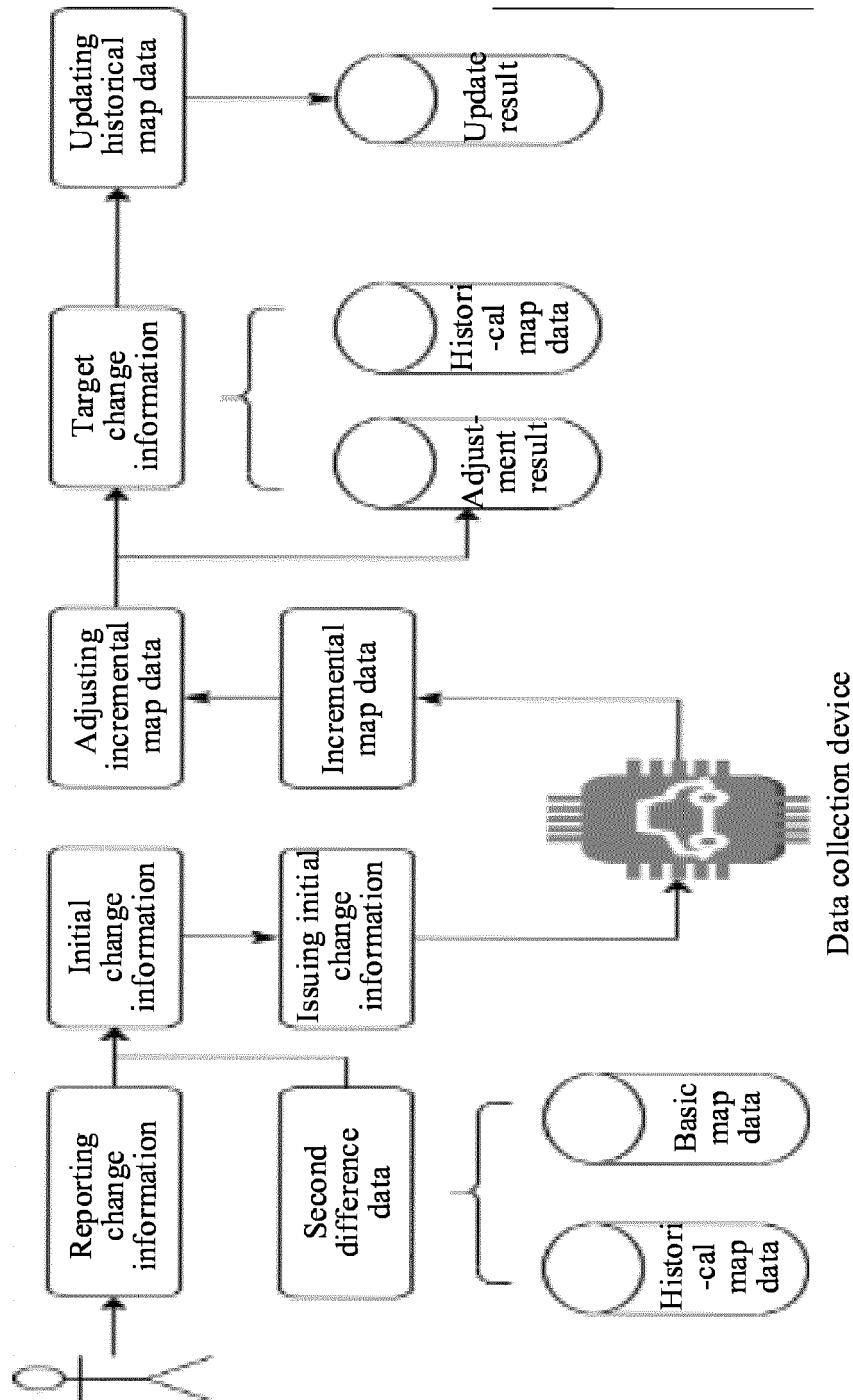 Reporting
change
information
Initial
change
information
Adjusting
incremental
map data
Target
change
information
Updating
historical
map data
Second
difference
data
Issuing initial
change
information
Incremental
map data
Adjust-
ment
result
Histori
-cal
map
data
Update
result
Histori
-cal
map
data
Basic
map
data
Data collection device